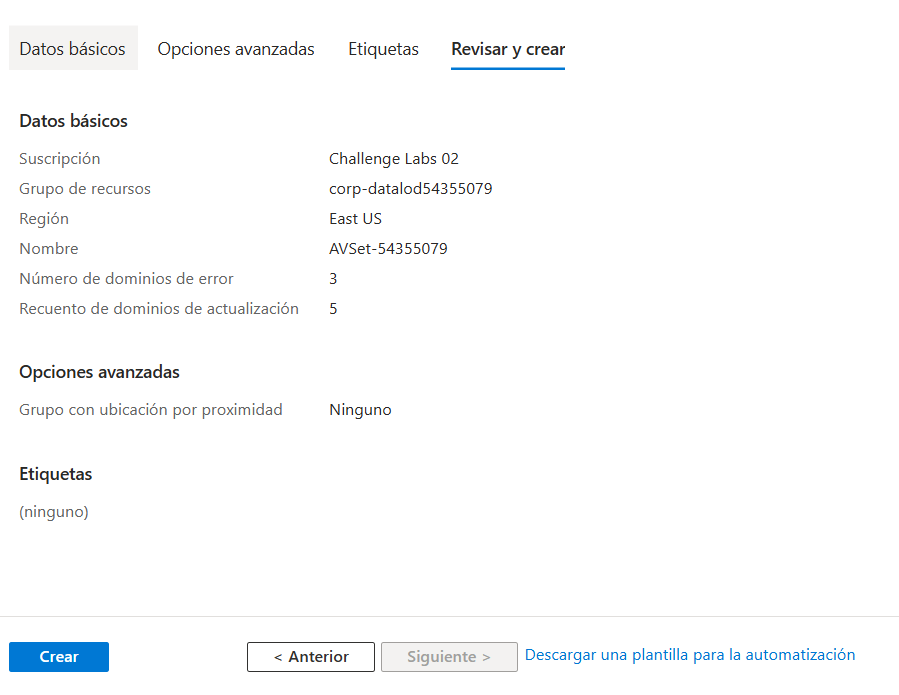 Datos básicos Opciones avanzadas Etiquetas Revisar y crear
Datos básicos
Suscripción Challenge Labs 02
Grupo de recursos corp-datalod54355079
Región East US
Nombre AVSet-54355079
Número de dominios de error 3
Recuento de dominios de actualización 5
Opciones avanzadas
Grupo con ubicación por proximidad Ninguno
Etiquetas
(ninguno)
Crear < Anterior Siguiente > Descargar una plantilla para la automatización